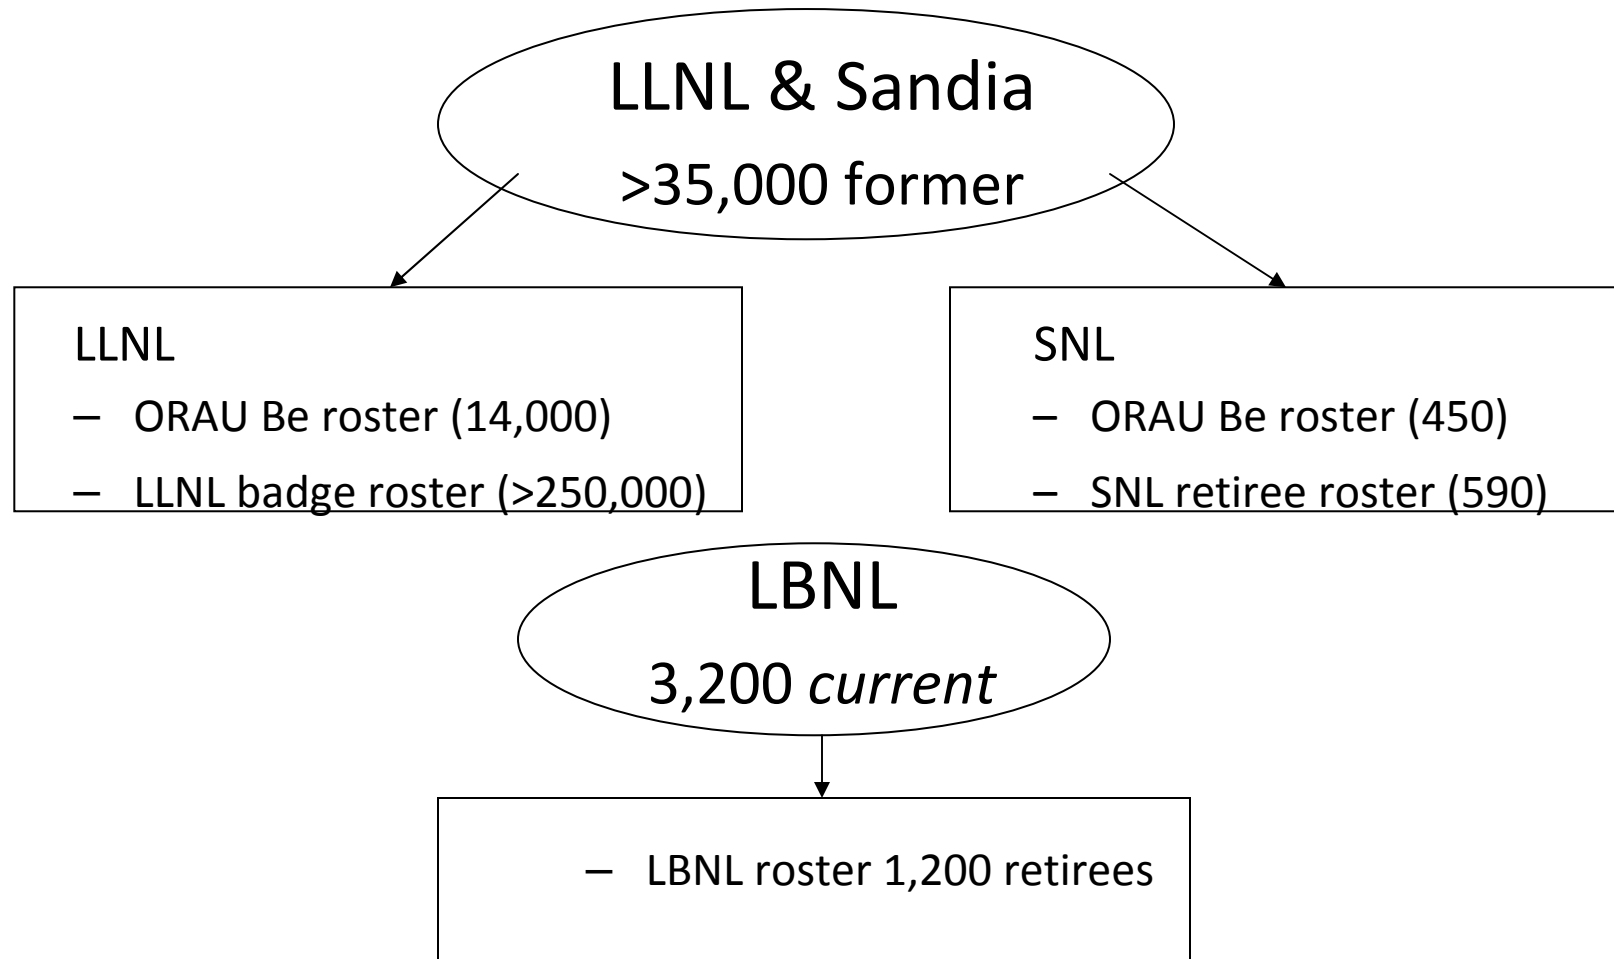 LLNL & Sandia
>35,000 former
LLNL
– ORAU Be roster (14,000)
– LLNL badge roster (>250,000)
SNL
– ORAU Be roster (450)
– SNL retiree roster (590)
LBNL
3,200 current
– LBNL roster 1,200 retirees